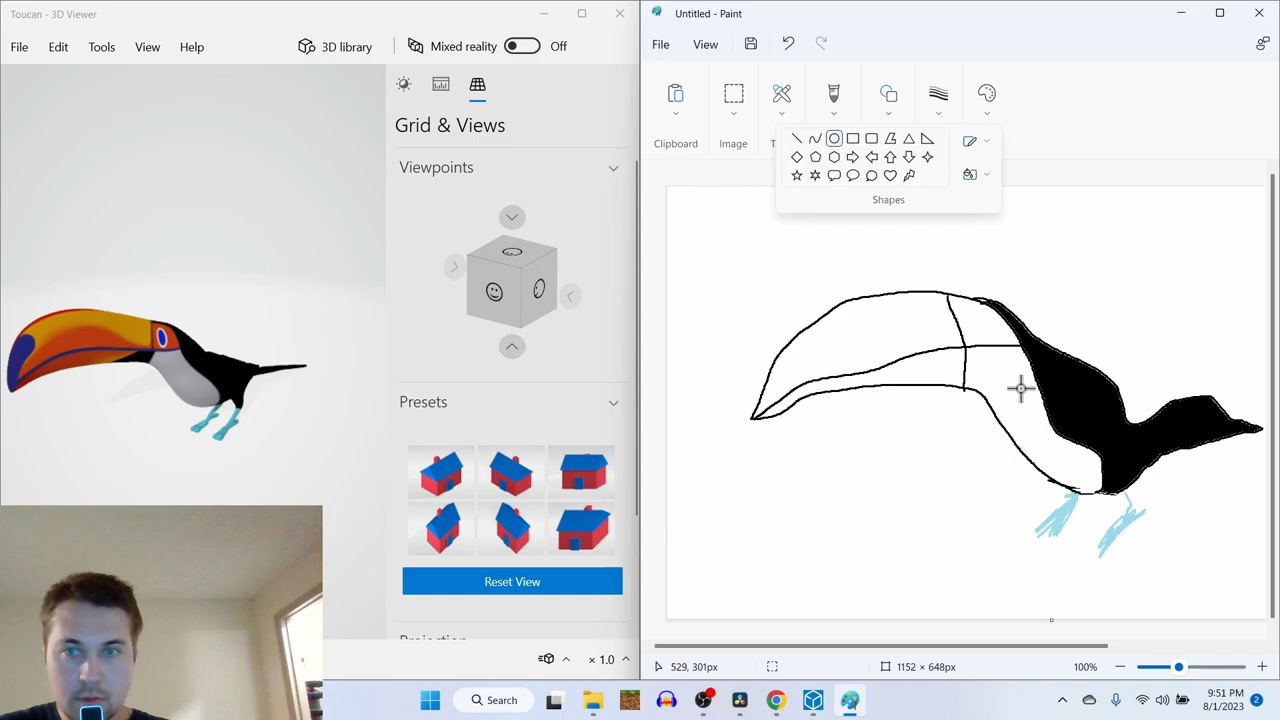 Toucan - 3D Viewer
File Edit Tools View Help
3D library
Mixed reality Off
Grid & Views
Viewpoints
Presets
Reset View
× 1.0
Untitled - Paint
File View
Clipboard
Image
Shapes
529, 301px
1152 × 648px
100%
Search
9:51 PM
8/1/2023
2